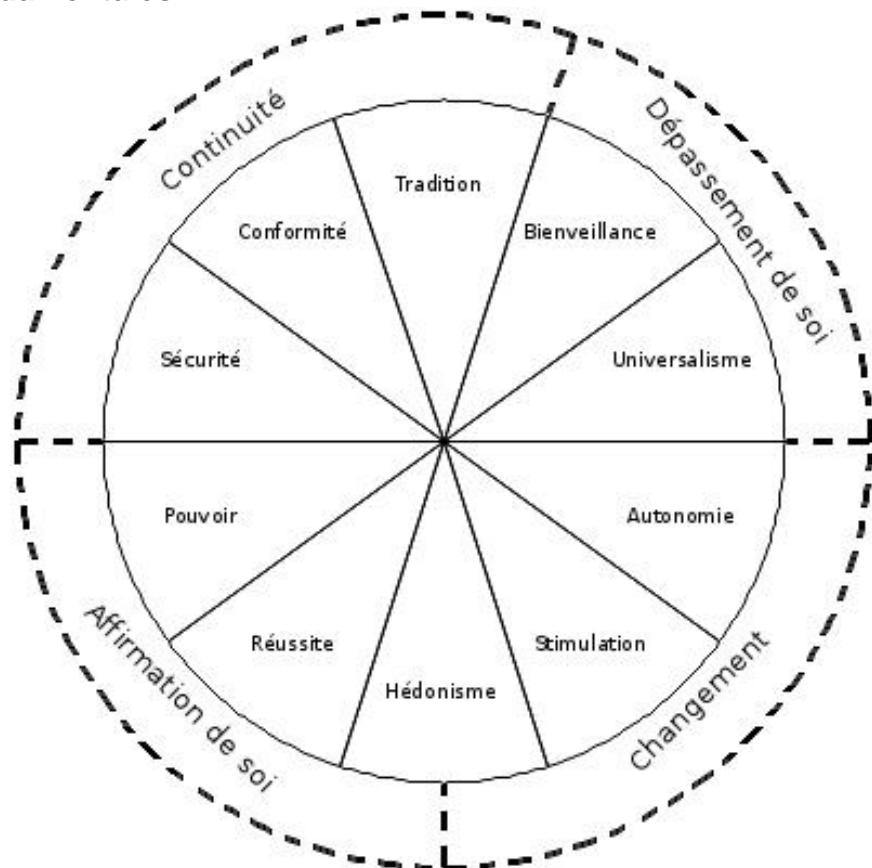 Continuité
Dépassement de soi
Tradition
Conformité
Bienveillance
Sécurité
Universalisme
Pouvoir
Autonomie
Réussite
Stimulation
Hédonisme
Affirmation de soi
Changement